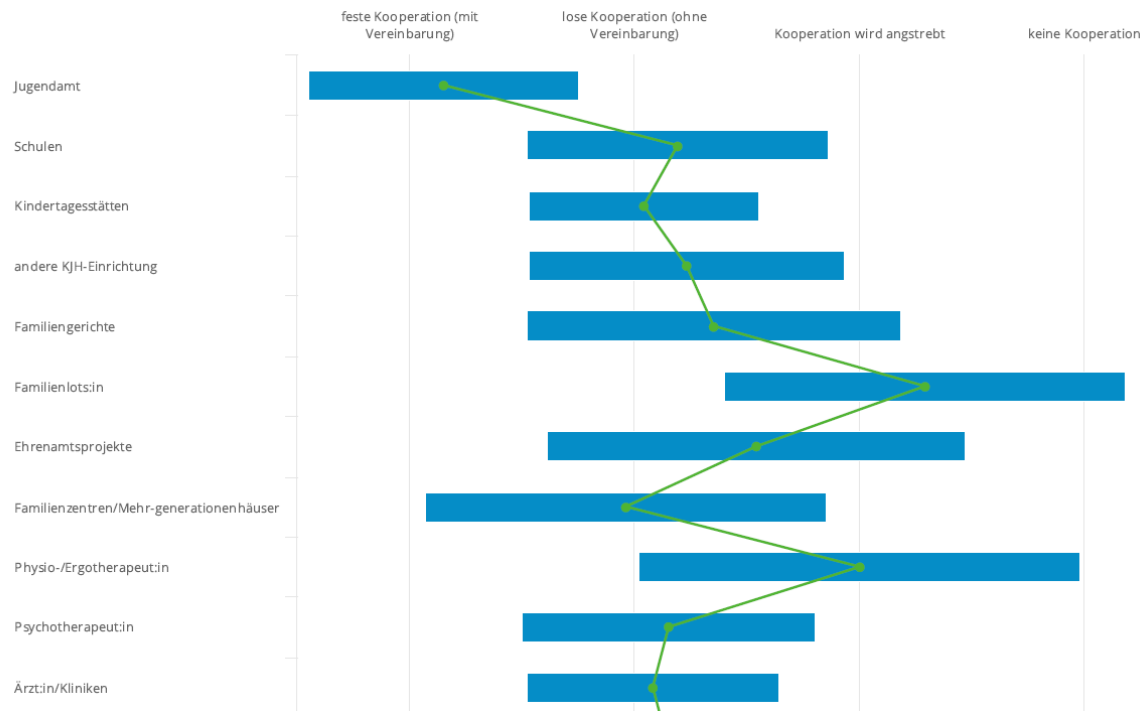 feste Kooperation (mit
Vereinbarung)
lose Kooperation (ohne
Vereinbarung)
Kooperation wird angstrebt
keine Kooperation
Jugendamt
Schulen
Kindertagesstätten
andere KJH-Einrichtung
Familiengerichte
Familienlots:in
Ehrenamtsprojekte
Familienzentren/Mehr-generationenhäuser
Physio-/Ergotherapeut:in
Psychotherapeut:in
Ärzt:in/Kliniken